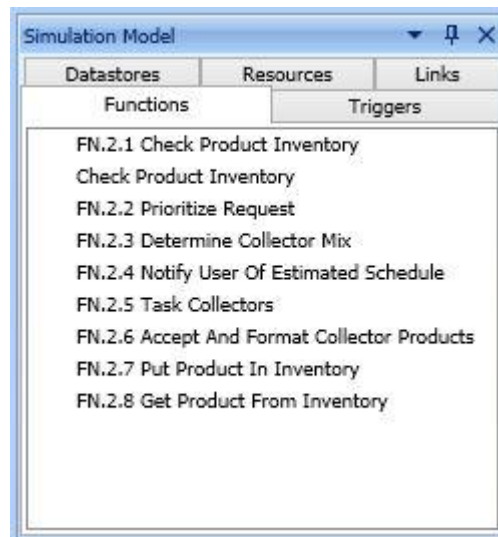 Simulation Model
Datastores Resources Links
Functions Triggers
FN.2.1 Check Product Inventory
Check Product Inventory
FN.2.2 Prioritize Request
FN.2.3 Determine Collector Mix
FN.2.4 Notify User Of Estimated Schedule
FN.2.5 Task Collectors
FN.2.6 Accept And Format Collector Products
FN.2.7 Put Product In Inventory
FN.2.8 Get Product From Inventory